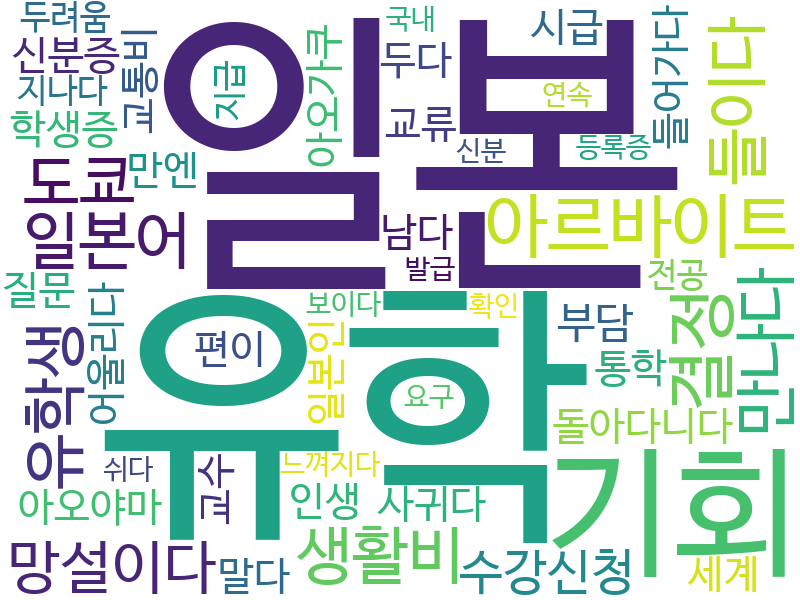 두려움
국내
신분증
교통비
일본
지급
아오가쿠
두다
시급
들어가다
들이다
지나다
연속
학생증
교류
신분
등록증
만엔
도쿄
일본어
남다
아르바이트
발급
전공
질문
어울리다
보이다
확인
유학
편이
일본인
부담
결정
만나다
유학생
통학
요구
돌아다니다
쉬다
교수
느껴지다
기회
아오야마
인생
사귀다
망설이다
말다
생활비
수강신청
세계